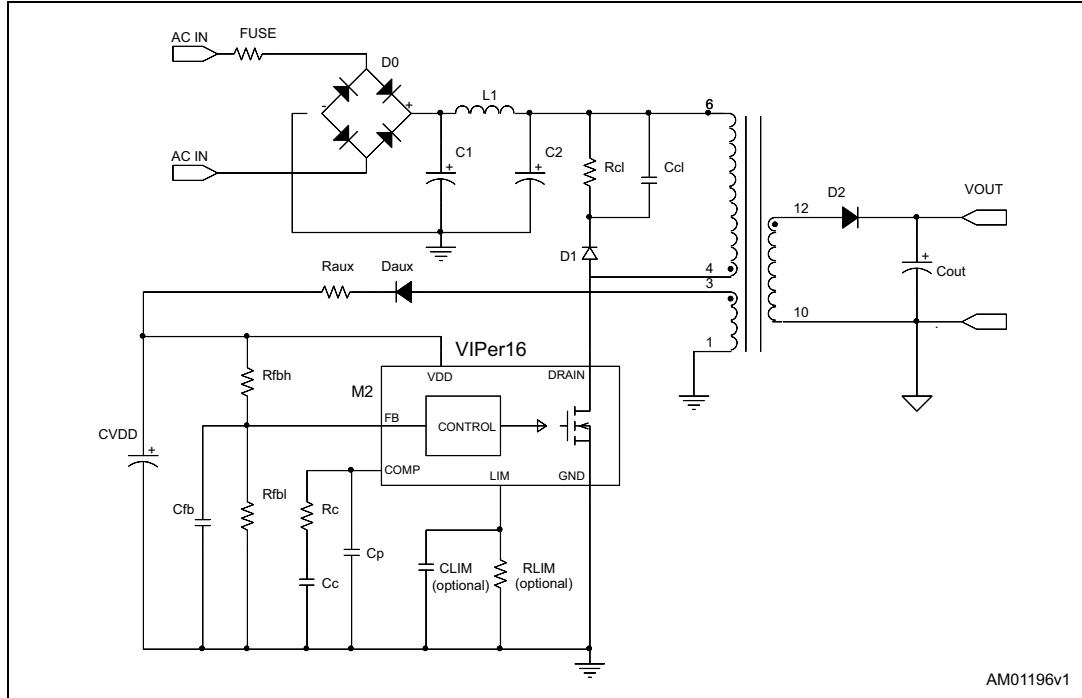 AC IN
FUSE
D0
L1
6
-
+
C1
+
C2
+
Rcl
Ccl
AC IN
D2
VOUT
12
D1
+
Cout
4
Raux
Daux
3
10
1
VIPer16
VDD
DRAIN
Rfbh
M2
FB
CONTROL
CVDD
+
COMP
LIM
GND
Cfb
Rfbl
Rc
Cp
CLIM
(optional)
RLIM
(optional)
Cc
AM01196v1